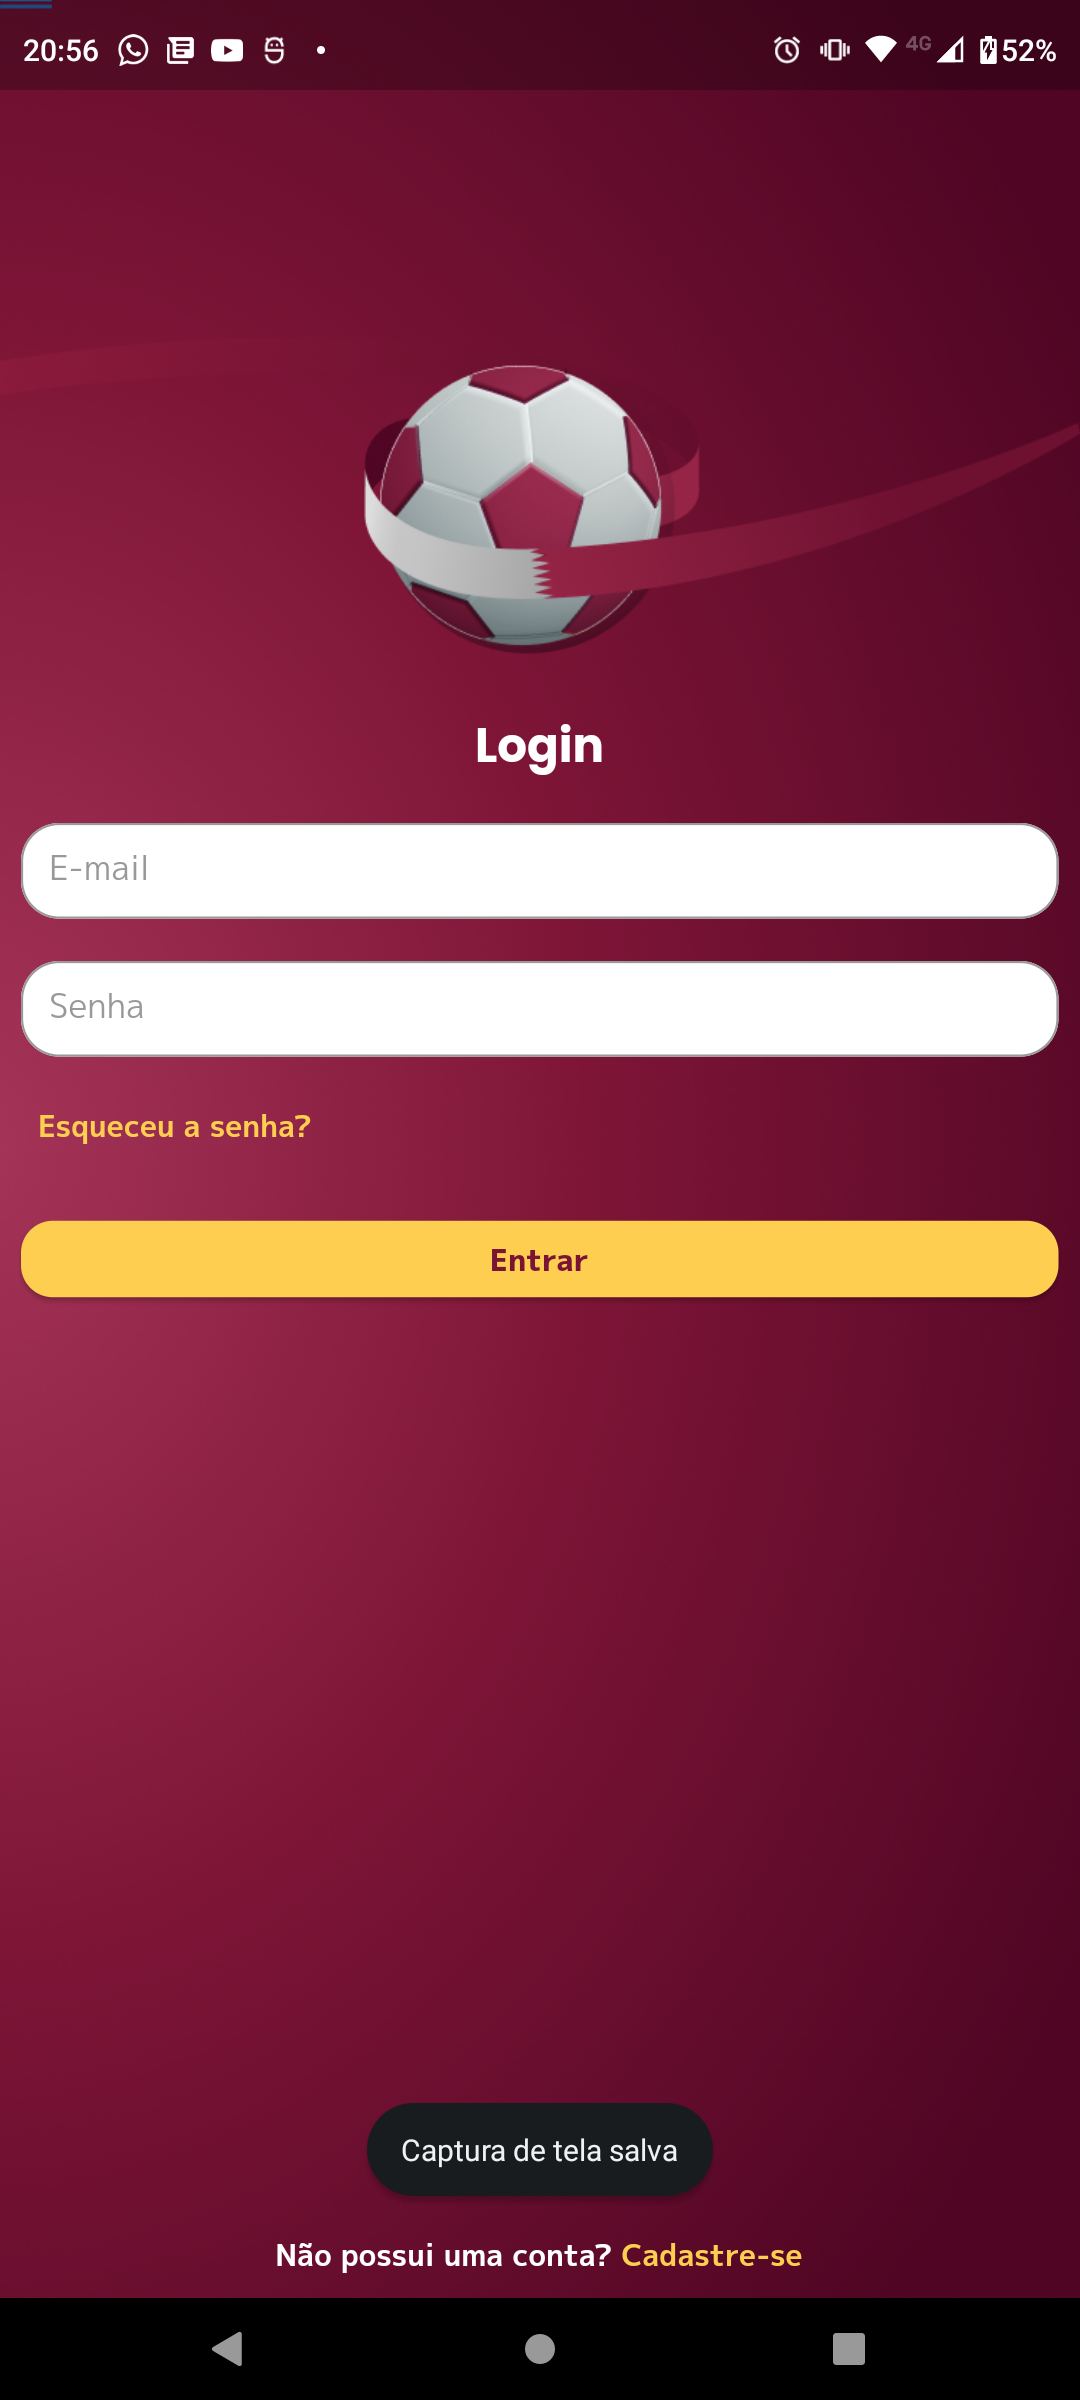 20:56 4G 52%
Login
E-mail
Senha
Esqueceu a senha?
Entrar
Captura de tela salva
Não possui uma conta? Cadastre-se